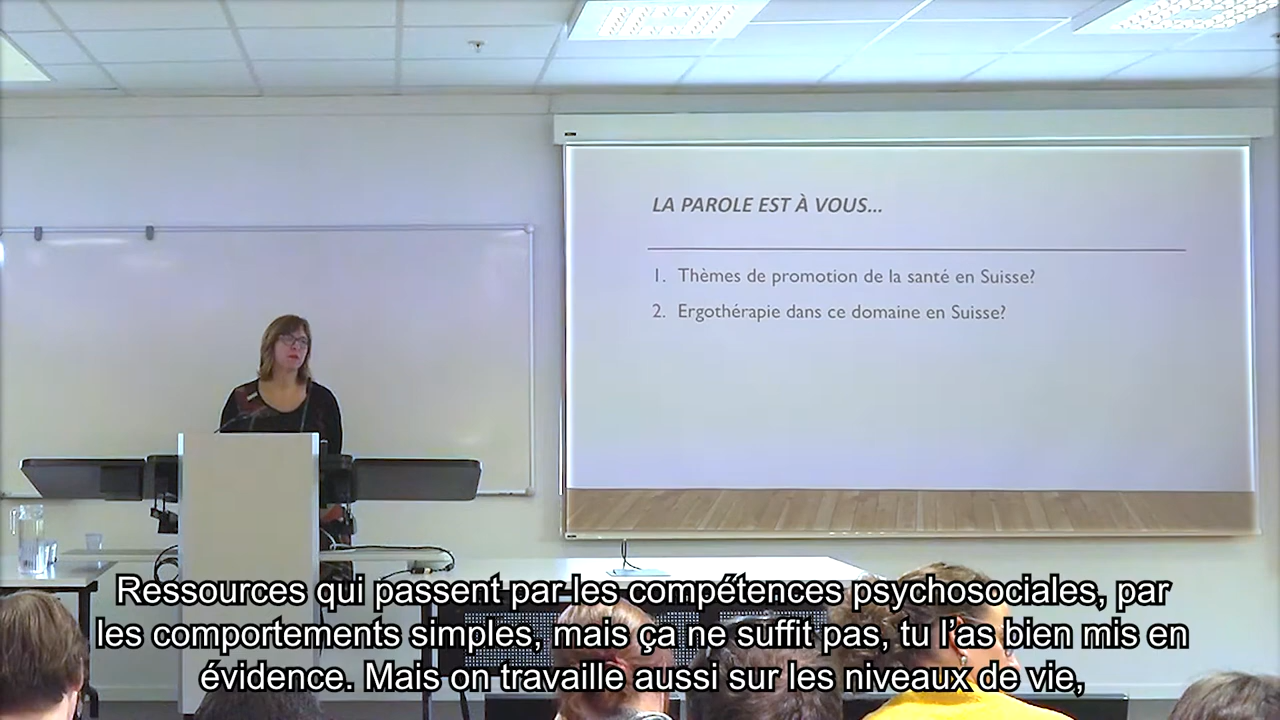 LA PAROLE EST À VOUS...
1. Thèmes de promotion de la santé en Suisse?
2. Ergothérapie dans ce domaine en Suisse?
Ressources qui passent par les compétences psychosociales, par
les comportements simples, mais ça ne suffit pas, tu l’as bien mis en
évidence. Mais on travaille aussi sur les niveaux de vie,